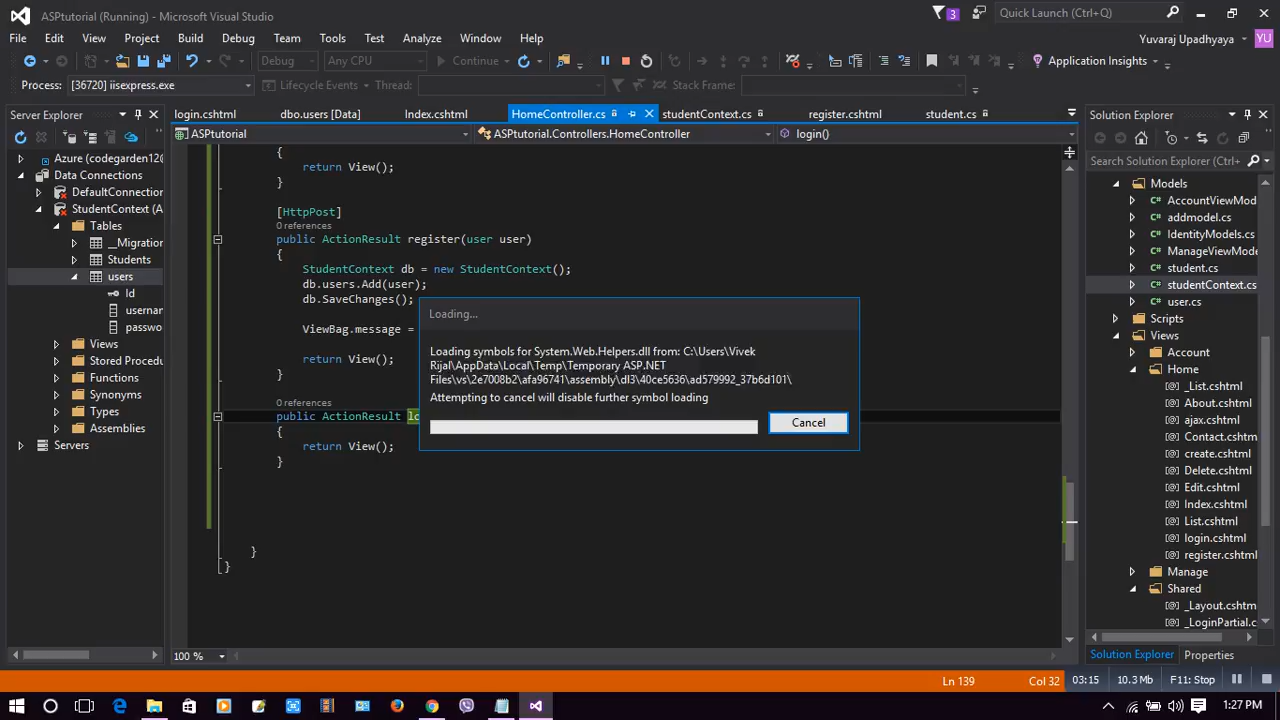 ASPtutorial (Running) - Microsoft Visual Studio
3
Quick Launch (Ctrl+Q)
File Edit View Project Build Debug Team Tools Test Analyze Window Help
Yuvaraj Upadhyaya YU
Debug Any CPU Continue Application Insights
Process: [36720] iisexpress.exe Lifecycle Events Thread: Stack Frame:
Server Explorer
login.cshtml dbo.users [Data] Index.cshtml HomeController.cs studentContext.cs register.cshtml student.cs
Solution Explorer
ASPtutorial ASPtutorial.Controllers.HomeController login()
Search Solution Explorer (Ctrl+
Azure (codegarden12@
Data Connections
DefaultConnection
StudentContext (A
Tables
__Migration
Students
users
Id
usernam
passwo
Views
Stored Procedu
Functions
Synonyms
Types
Assemblies
Servers
{
return View();
}
[HttpPost]
0 references
public ActionResult register(user user)
{
StudentContext db = new StudentContext();
db.users.Add(user);
db.SaveChanges();
ViewBag.message =
return View();
}
0 references
public ActionResult lo
{
return View();
}
}
}
Loading...
Loading symbols for System.Web.Helpers.dll from: C:\Users\Vivek
Rijal\AppData\Local\Temp\Temporary ASP.NET
Files\vs\2e7008b2\afa96741\assembly\dl3\40ce5636\ad579992_37b6d101\
Attempting to cancel will disable further symbol loading
Cancel
Models
AccountViewMod
addmodel.cs
IdentityModels.cs
ManageViewMode
student.cs
studentContext.cs
user.cs
Scripts
Views
Account
Home
_List.cshtml
About.cshtml
ajax.cshtml
Contact.cshtml
create.cshtml
Delete.cshtml
Edit.cshtml
Index.cshtml
List.cshtml
login.cshtml
register.cshtml
Manage
Shared
_Layout.cshtm
_LoginPartial.c
100 %
Solution Explorer Properties
Ln 139 Col 32 03:15 10.3 Mb F11: Stop
1:27 PM